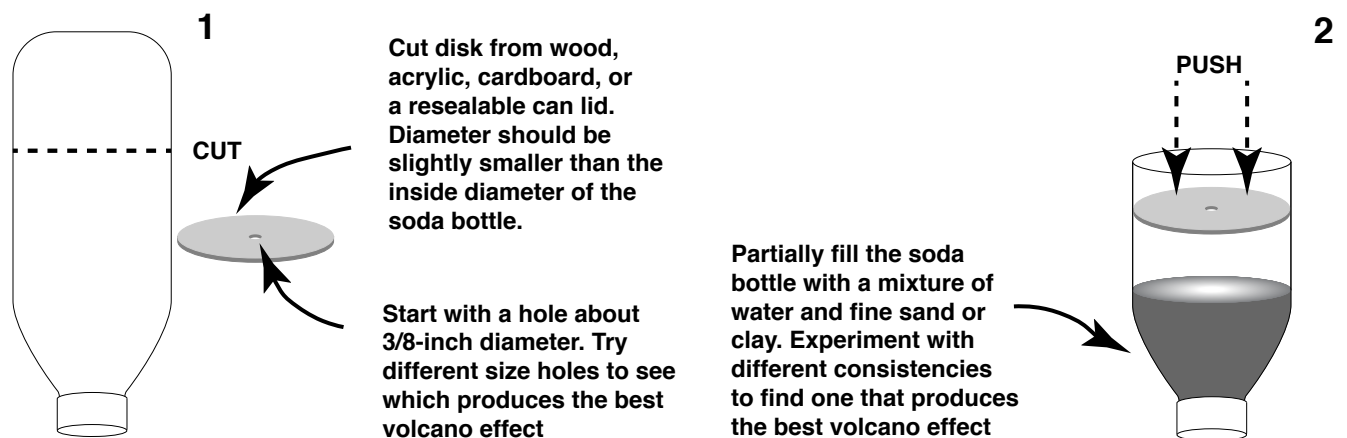 1
CUT
Cut disk from wood,
acrylic, cardboard, or
a resealable can lid.
Diameter should be
slightly smaller than the
inside diameter of the
soda bottle.
Start with a hole about
3/8-inch diameter. Try
different size holes to see
which produces the best
volcano effect
2
PUSH
Partially fill the soda
bottle with a mixture of
water and fine sand or
clay. Experiment with
different consistencies
to find one that produces
the best volcano effect